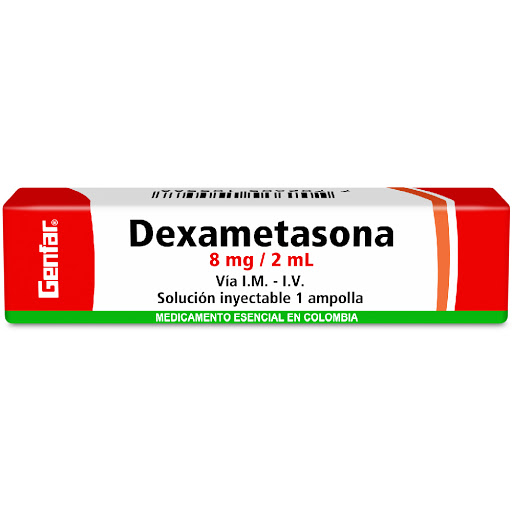 Genfar®
Dexametasona
8 mg / 2 mL
Vía I.M. - I.V.
Solución inyectable 1 ampolla
MEDICAMENTO ESENCIAL EN COLOMBIA